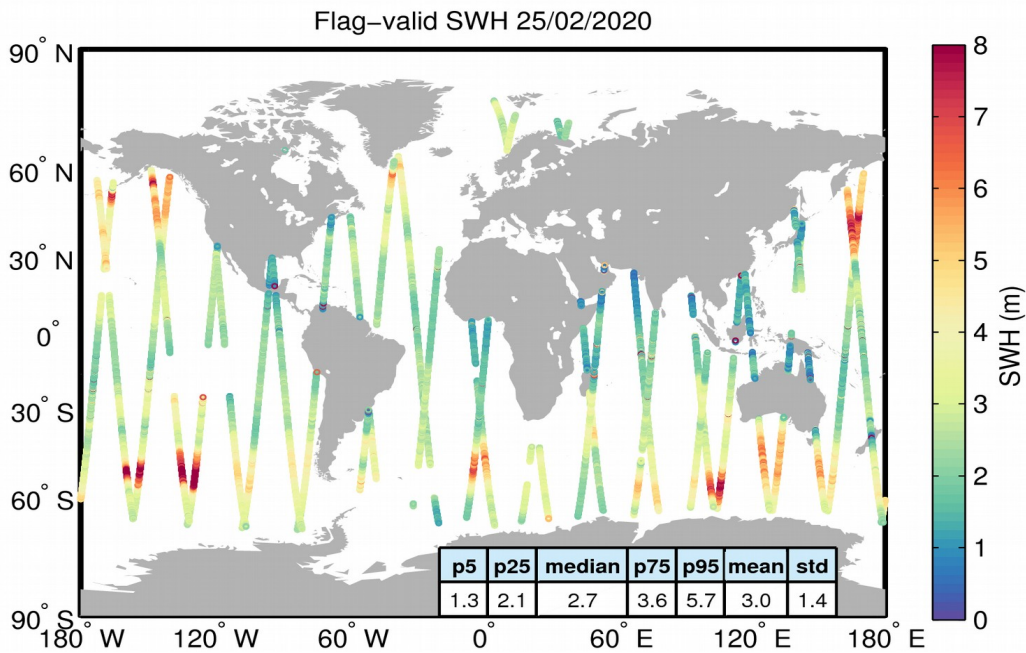 Flag−valid SWH 25/02/2020
90° N
60° N
30° N
0°
30° S
60° S
90° S
180° W
120° W
60° W
0°
60° E
120° E
180° E
8
7
6
5
4
3
2
1
0
SWH (m)
p5 p25 median p75 p95 mean std
1.3 2.1 2.7 3.6 5.7 3.0 1.4